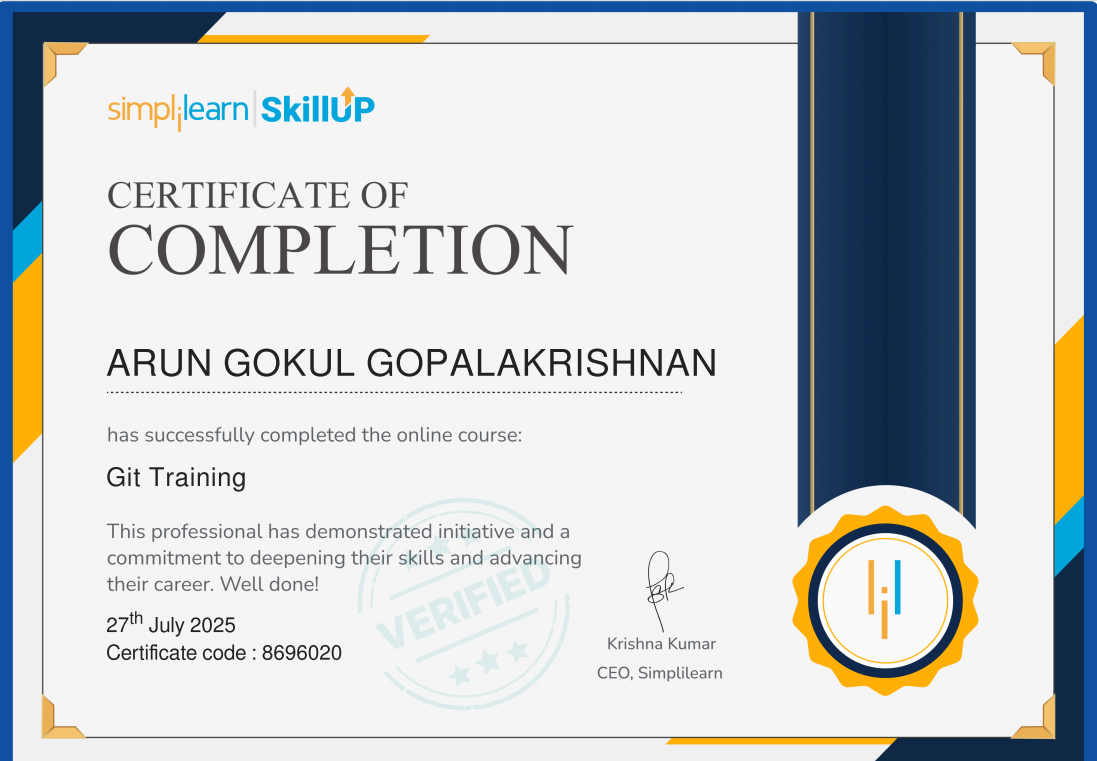 simplilearn | SkillUP
CERTIFICATE OF
COMPLETION
ARUN GOKUL GOPALAKRISHNAN
has successfully completed the online course:
Git Training
This professional has demonstrated initiative and a
commitment to deepening their skills and advancing
their career. Well done!
27th July 2025
Certificate code : 8696020
VERIFIED
Krishna Kumar
CEO, Simplilearn